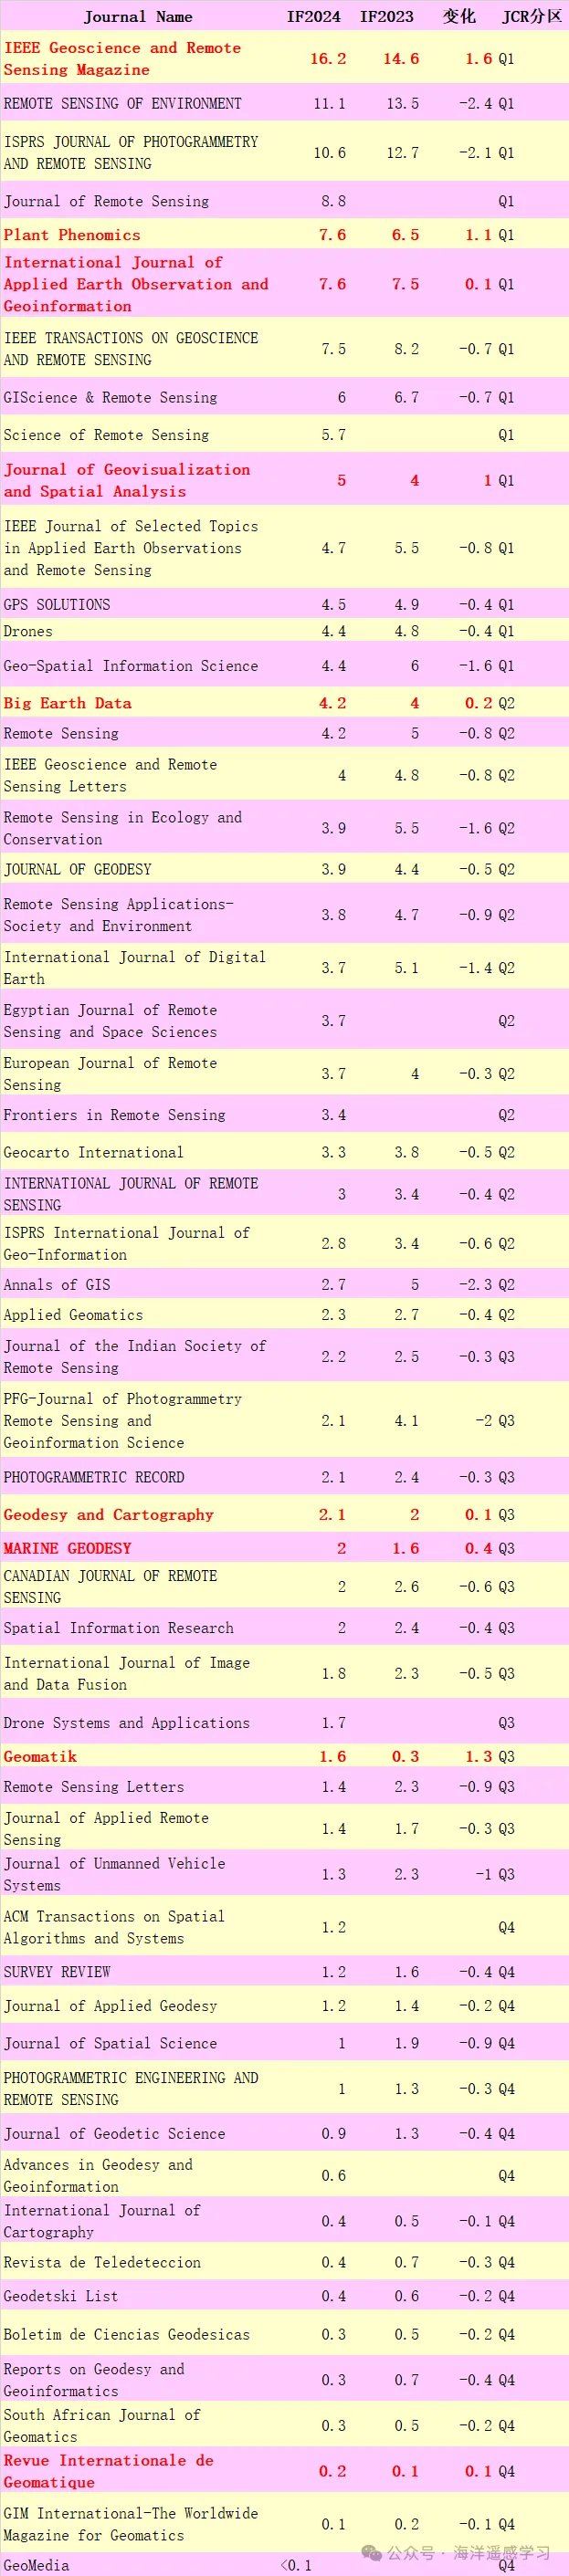 Journal Name IF2024 IF2023 变化 JCR分区
IEEE Geoscience and Remote
Sensing Magazine 16.2 14.6 1.6 Q1
REMOTE SENSING OF ENVIRONMENT 11.1 13.5 -2.4 Q1
ISPRS JOURNAL OF PHOTOGRAMMETRY
AND REMOTE SENSING 10.6 12.7 -2.1 Q1
Journal of Remote Sensing 8.8 Q1
Plant Phenomics 7.6 6.5 1.1 Q1
International Journal of
Applied Earth Observation and 7.6 7.5 0.1 Q1
Geoinformation
IEEE TRANSACTIONS ON GEOSCIENCE
AND REMOTE SENSING 7.5 8.2 -0.7 Q1
GIScience & Remote Sensing 6 6.7 -0.7 Q1
Science of Remote Sensing 5.7 Q1
Journal of Geovisualization
and Spatial Analysis 5 4 1 Q1
IEEE Journal of Selected Topics
in Applied Earth Observations 4.7 5.5 -0.8 Q1
and Remote Sensing
GPS SOLUTIONS 4.5 4.9 -0.4 Q1
Drones 4.4 4.8 -0.4 Q1
Geo-Spatial Information Science 4.4 6 -1.6 Q1
Big Earth Data 4.2 4 0.2 Q2
Remote Sensing 4.2 5 -0.8 Q2
IEEE Geoscience and Remote
Sensing Letters 4 4.8 -0.8 Q2
Remote Sensing in Ecology and
Conservation 3.9 5.5 -1.6 Q2
JOURNAL OF GEODESY 3.9 4.4 -0.5 Q2
Remote Sensing Applications-
Society and Environment 3.8 4.7 -0.9 Q2
International Journal of Digital
Earth 3.7 5.1 -1.4 Q2
Egyptian Journal of Remote
Sensing and Space Sciences 3.7 Q2
European Journal of Remote
Sensing 3.7 4 -0.3 Q2
Frontiers in Remote Sensing 3.4 Q2
Geocarto International 3.3 3.8 -0.5 Q2
INTERNATIONAL JOURNAL OF REMOTE
SENSING 3 3.4 -0.4 Q2
ISPRS International Journal of
Geo-Information 2.8 3.4 -0.6 Q2
Annals of GIS 2.7 5 -2.3 Q2
Applied Geomatics 2.3 2.7 -0.4 Q2
Journal of the Indian Society of
Remote Sensing 2.2 2.5 -0.3 Q3
PFG-Journal of Photogrammetry
Remote Sensing and 2.1 4.1 -2 Q3
Geoinformation Science
PHOTOGRAMMETRIC RECORD 2.1 2.4 -0.3 Q3
Geodesy and Cartography 2.1 2 0.1 Q3
MARINE GEODESY 2 1.6 0.4 Q3
CANADIAN JOURNAL OF REMOTE
SENSING 2 2.6 -0.6 Q3
Spatial Information Research 2 2.4 -0.4 Q3
International Journal of Image
and Data Fusion 1.8 2.3 -0.5 Q3
Drone Systems and Applications 1.7 Q3
Geomatik 1.6 0.3 1.3 Q3
Remote Sensing Letters 1.4 2.3 -0.9 Q3
Journal of Applied Remote
Sensing 1.4 1.7 -0.3 Q3
Journal of Unmanned Vehicle
Systems 1.3 2.3 -1 Q3
ACM Transactions on Spatial
Algorithms and Systems 1.2 Q4
SURVEY REVIEW 1.2 1.6 -0.4 Q4
Journal of Applied Geodesy 1.2 1.4 -0.2 Q4
Journal of Spatial Science 1 1.9 -0.9 Q4
PHOTOGRAMMETRIC ENGINEERING AND
REMOTE SENSING 1 1.3 -0.3 Q4
Journal of Geodetic Science 0.9 1.3 -0.4 Q4
Advances in Geodesy and
Geoinformation 0.6 Q4
International Journal of
Cartography 0.4 0.5 -0.1 Q4
Revista de Teledeteccion 0.4 0.7 -0.3 Q4
Geodetski List 0.4 0.6 -0.2 Q4
Boletim de Ciencias Geodesicas 0.3 0.5 -0.2 Q4
Reports on Geodesy and
Geoinformatics 0.3 0.7 -0.4 Q4
South African Journal of
Geomatics 0.3 0.5 -0.2 Q4
Revue Internationale de
Geomatique 0.2 0.1 0.1 Q4
GIM International-The Worldwide
Magazine for Geomatics 0.1 0.2 -0.1 Q4
公众号 · 海洋遥感学习
GeoMedia <0.1 Q4